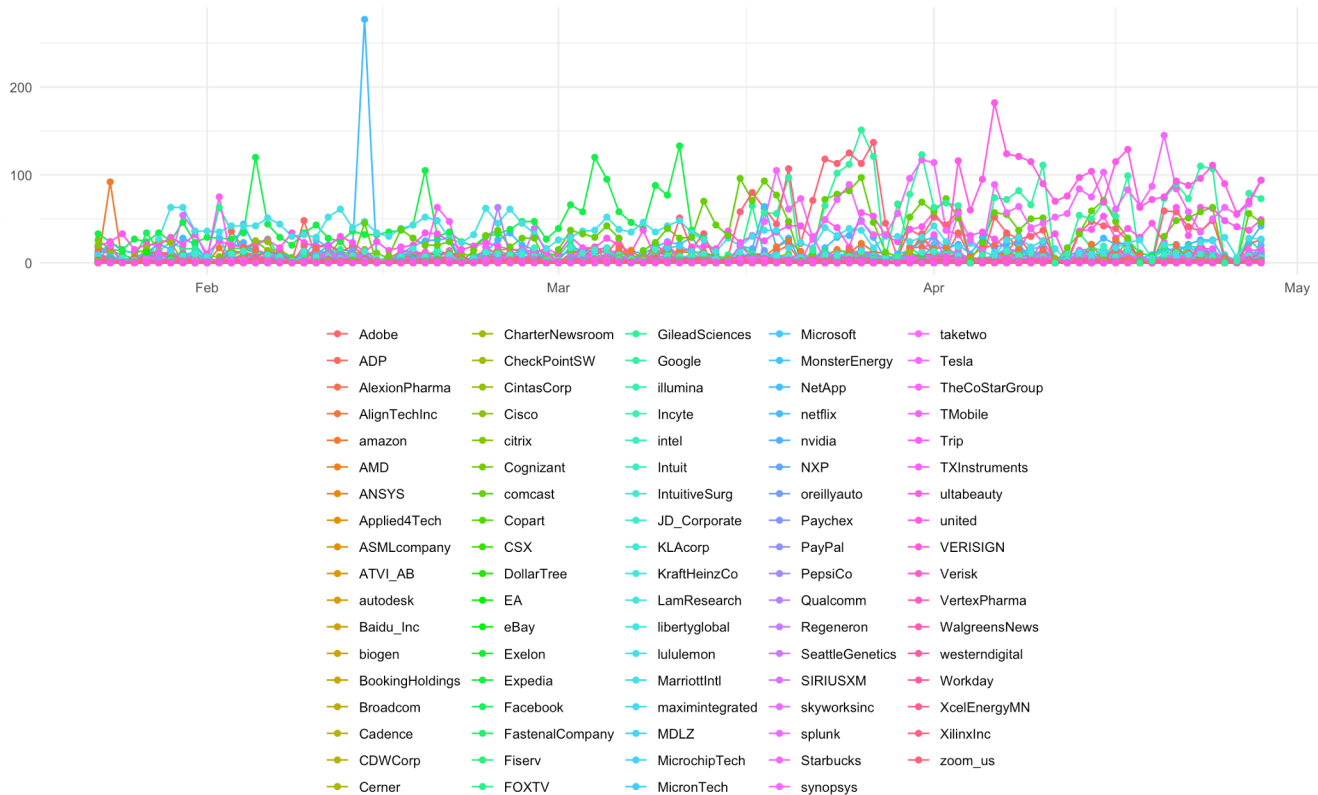 200
100
0
Feb Mar Apr May
Adobe CharterNewsroom GileadSciences Microsoft taketwo
ADP CheckPointSW Google MonsterEnergy Tesla
AlexionPharma CintasCorp illumina NetApp TheCoStarGroup
AlignTechInc Cisco Incyte netflix TMobile
amazon citrix intel nvidia Trip
AMD Cognizant Intuit NXP TXInstruments
ANSYS comcast IntuitiveSurg oreillyauto ultabeauty
Applied4Tech Copart JD_Corporate Paychex united
ASMLcompany CSX KLAcorp PayPal VERISIGN
ATVI_AB DollarTree KraftHeinzCo PepsiCo Verisk
autodesk EA LamResearch Qualcomm VertexPharma
Baidu_Inc eBay libertyglobal Regeneron WalgreensNews
biogen Exelon lululemon SeattleGenetics westerndigital
BookingHoldings Expedia MarriottIntl SIRIUSXM Workday
Broadcom Facebook maximintegrated skyworksinc XcelEnergyMN
Cadence FastenalCompany MDLZ splunk XilinxInc
CDWCorp Fiserv MicrochipTech Starbucks zoom_us
Cerner FOXTV MicronTech synopsys